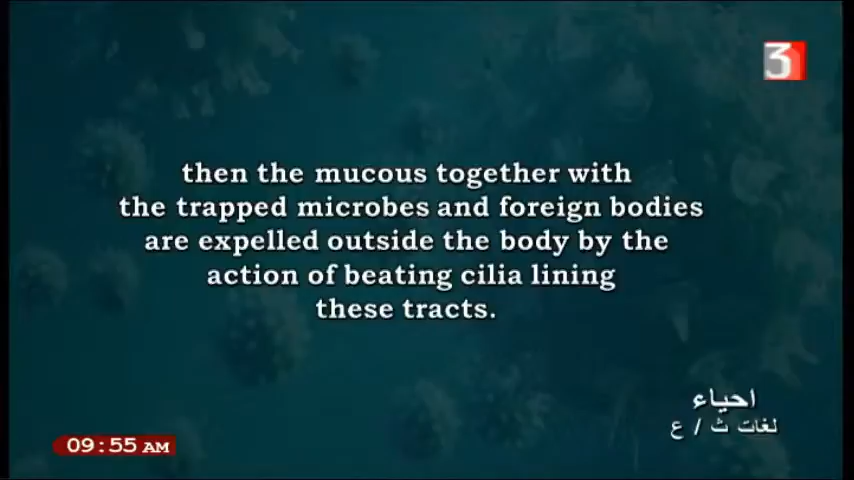 3
then the mucous together with
the trapped microbes and foreign bodies
are expelled outside the body by the
action of beating cilia lining
these tracts.
احياء
لغات ث / ع
09:55 AM